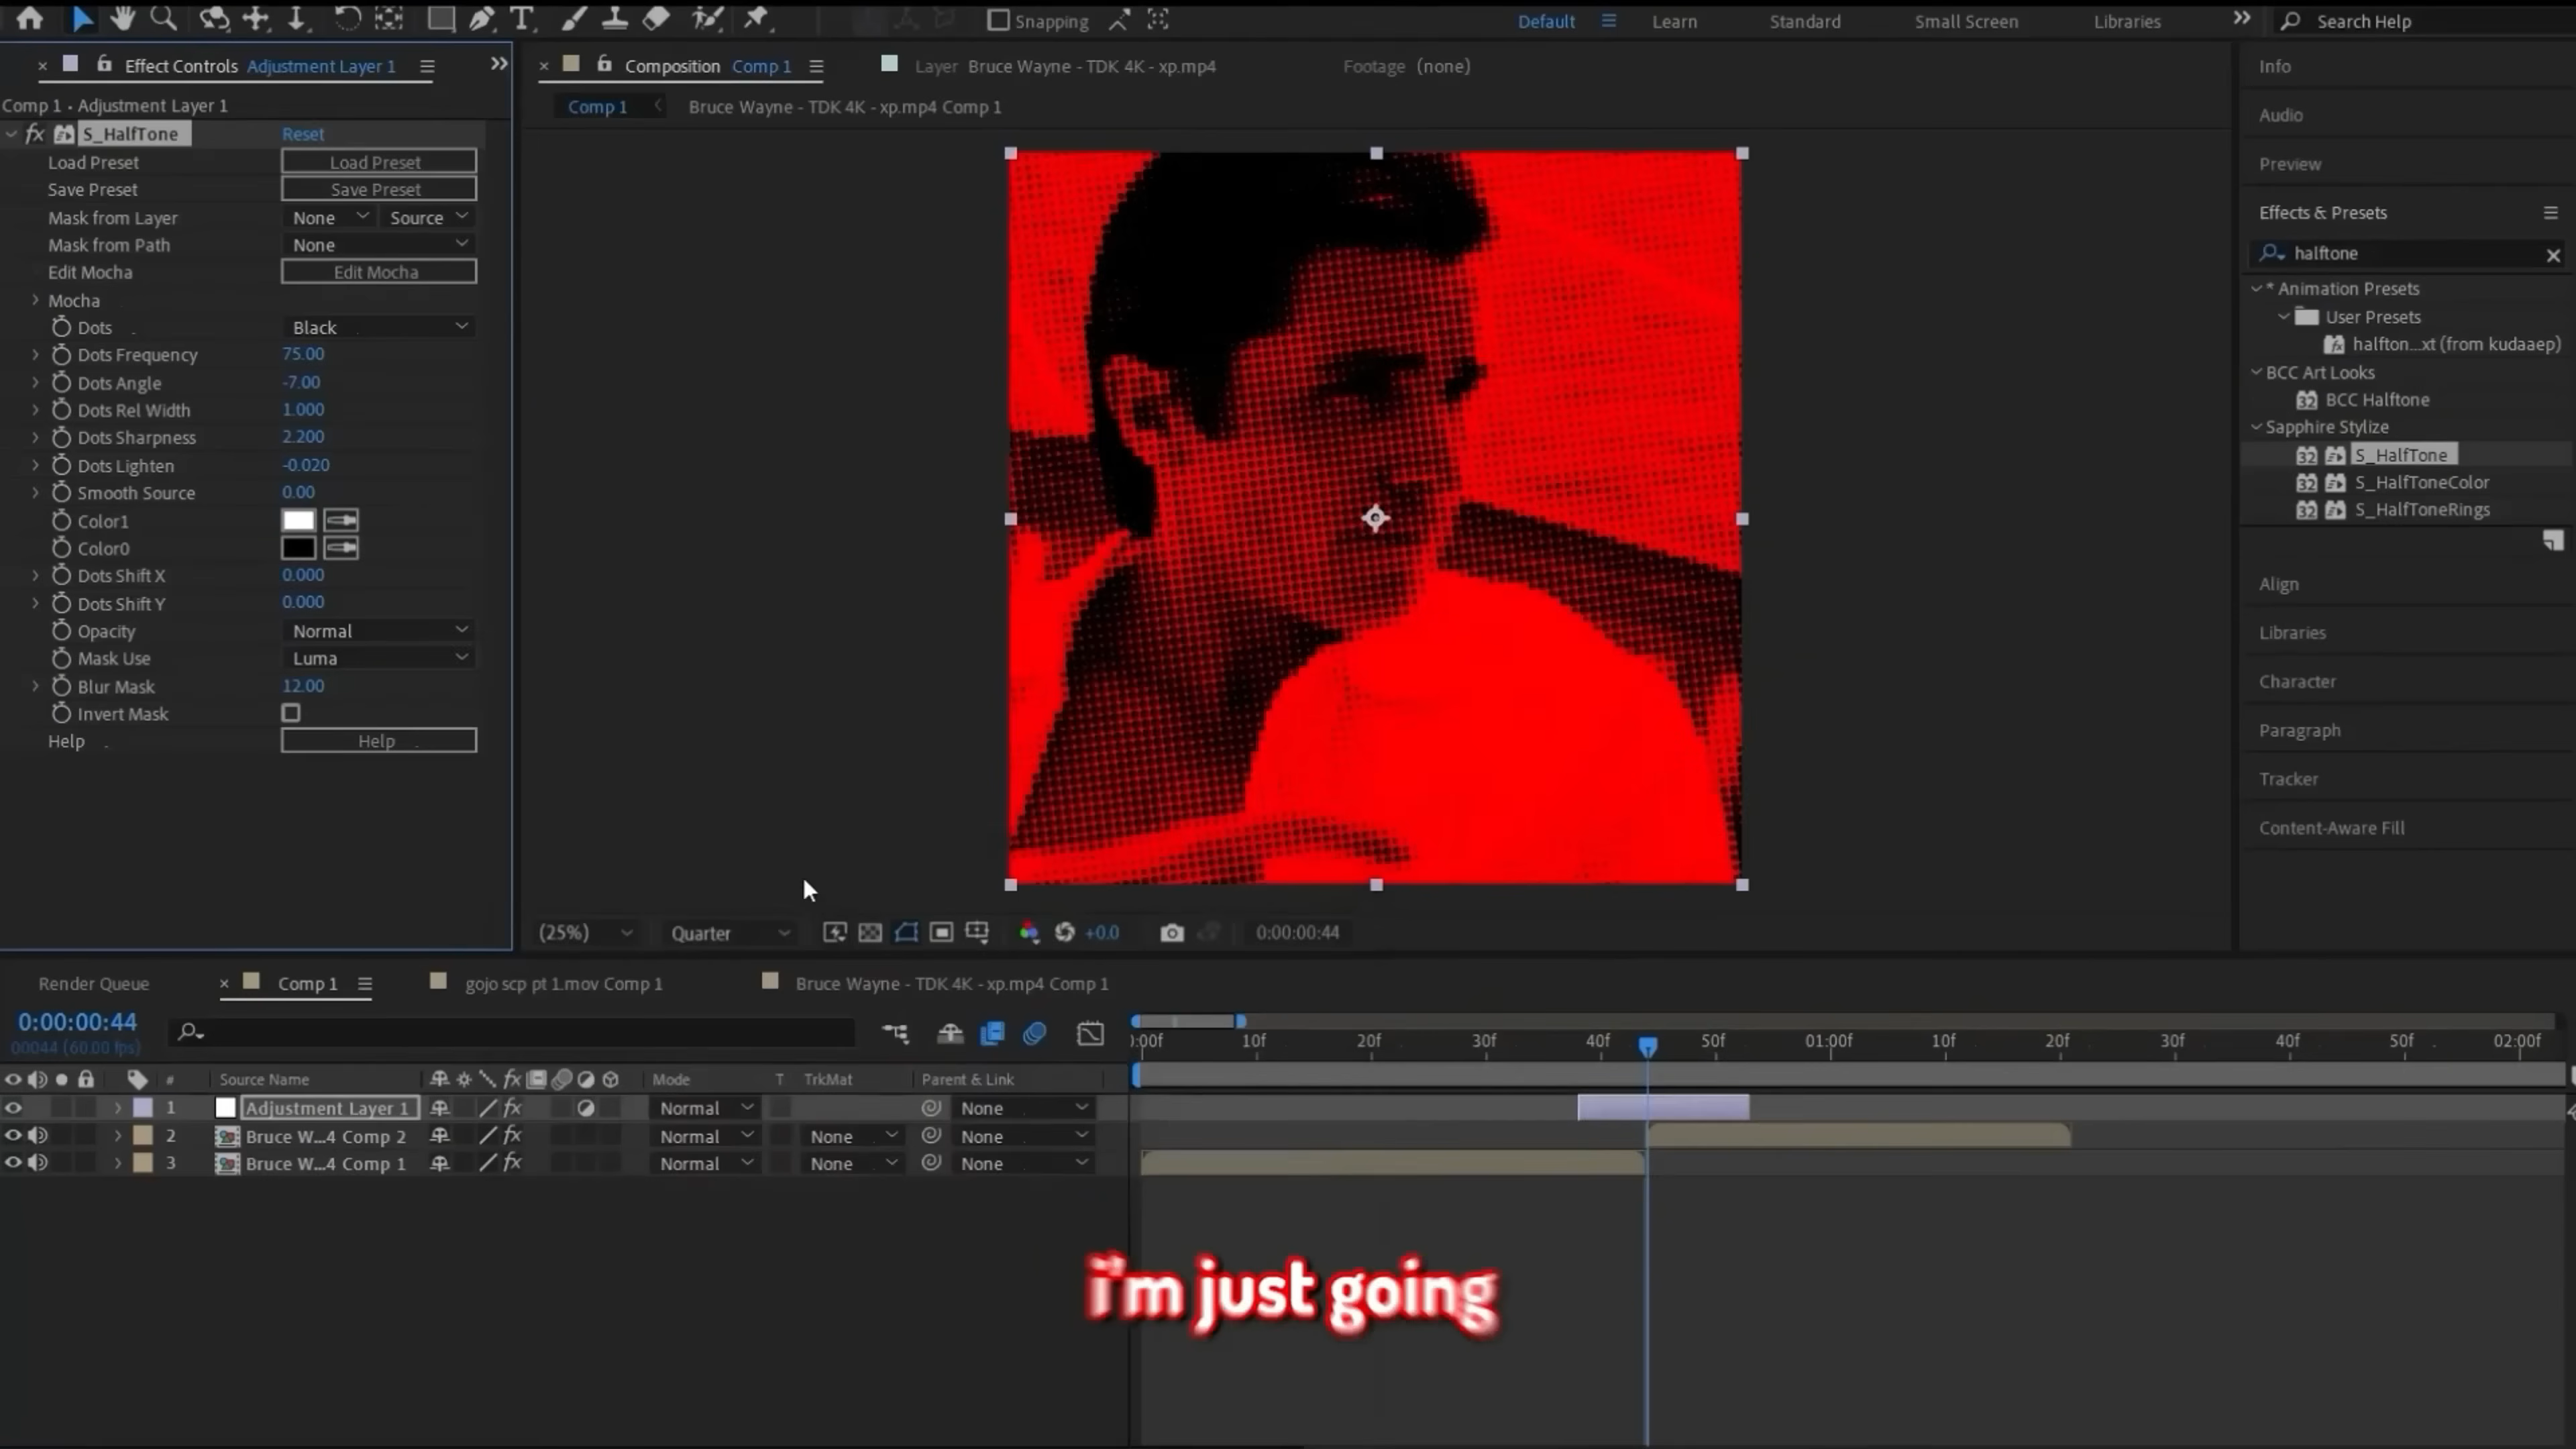 Snapping
Default
Learn
Standard
Small Screen
Libraries
Search Help
Effect Controls Adjustment Layer 1
Composition Comp 1
Layer Bruce Wayne - TDK 4K - xp.mp4
Footage (none)
Info
Comp 1 • Adjustment Layer 1
Comp 1
Bruce Wayne - TDK 4K - xp.mp4 Comp 1
Audio
fx S_HalfTone Reset
Load Preset Load Preset
Save Preset Save Preset
Mask from Layer None Source
Mask from Path None
Edit Mocha Edit Mocha
Mocha
Dots Black
Dots Frequency 75.00
Dots Angle -7.00
Dots Rel Width 1.000
Dots Sharpness 2.200
Dots Lighten -0.020
Smooth Source 0.00
Color1
Color0
Dots Shift X 0.000
Dots Shift Y 0.000
Opacity Normal
Mask Use Luma
Blur Mask 12.00
Invert Mask
Help Help
Preview
Effects & Presets
halftone
* Animation Presets
User Presets
halfton...xt (from kudaaep)
BCC Art Looks
32 BCC Halftone
Sapphire Stylize
32 S_HalfTone
32 S_HalfToneColor
32 S_HalfToneRings
Align
Libraries
Character
Paragraph
Tracker
Content-Aware Fill
(25%)
Quarter
+0.0
0:00:00:44
Render Queue
Comp 1
gojo scp pt 1.mov Comp 1
Bruce Wayne - TDK 4K - xp.mp4 Comp 1
0:00:00:44
00044 (60.00 fps)
:00f 10f 20f 30f 40f 50f 01:00f 10f 20f 30f 40f 50f 02:00f
# Source Name fx Mode T TrkMat Parent & Link
1 Adjustment Layer 1 fx Normal None
2 Bruce W...4 Comp 2 fx Normal None None
3 Bruce W...4 Comp 1 fx Normal None None
i'm just going